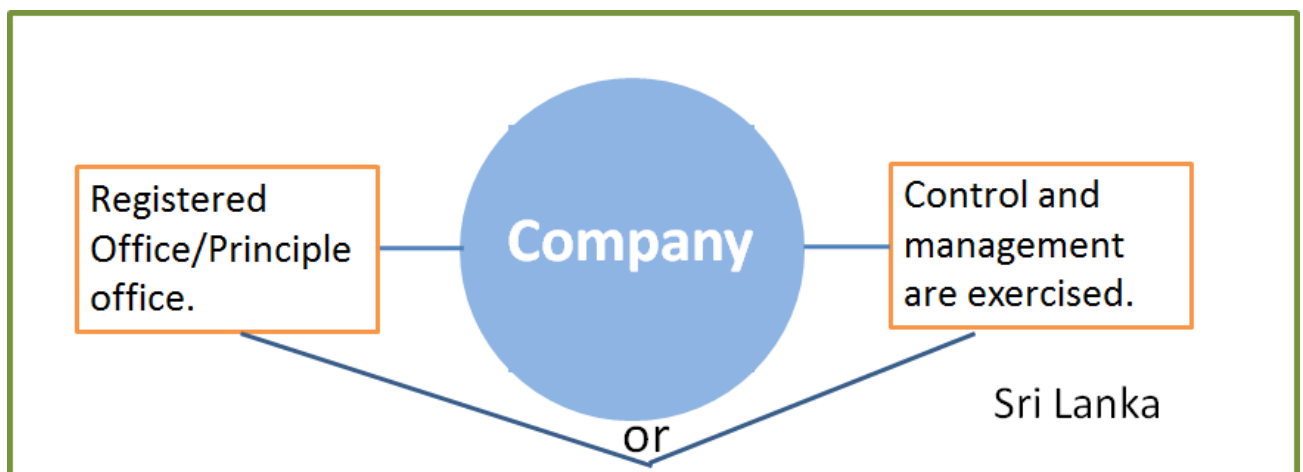 Registered
Office/Principle
office.
Company
Control and
management
are exercised.
Sri Lanka
or